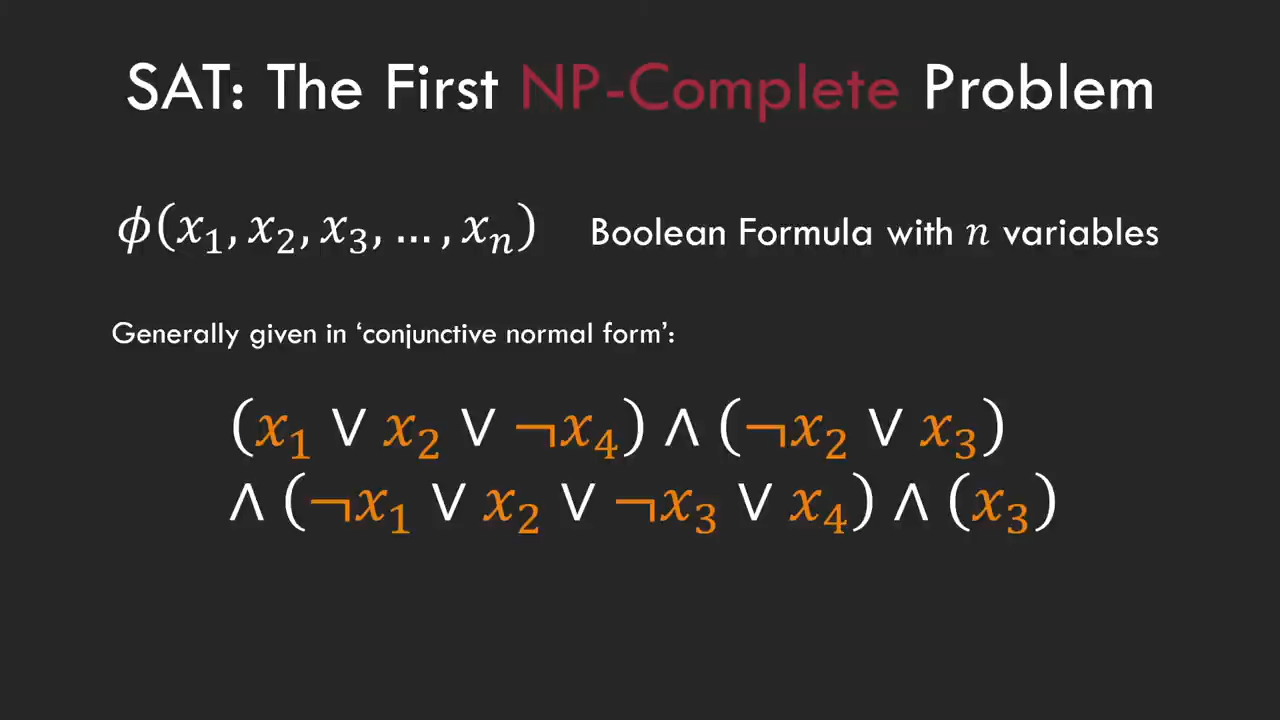 SAT: The First NP-Complete Problem
ϕ(x₁, x₂, x₃, … , xₙ) Boolean Formula with n variables
Generally given in ‘conjunctive normal form’:
(x₁ ∨ x₂ ∨ ¬x₄) ∧ (¬x₂ ∨ x₃)
∧ (¬x₁ ∨ x₂ ∨ ¬x₃ ∨ x₄) ∧ (x₃)